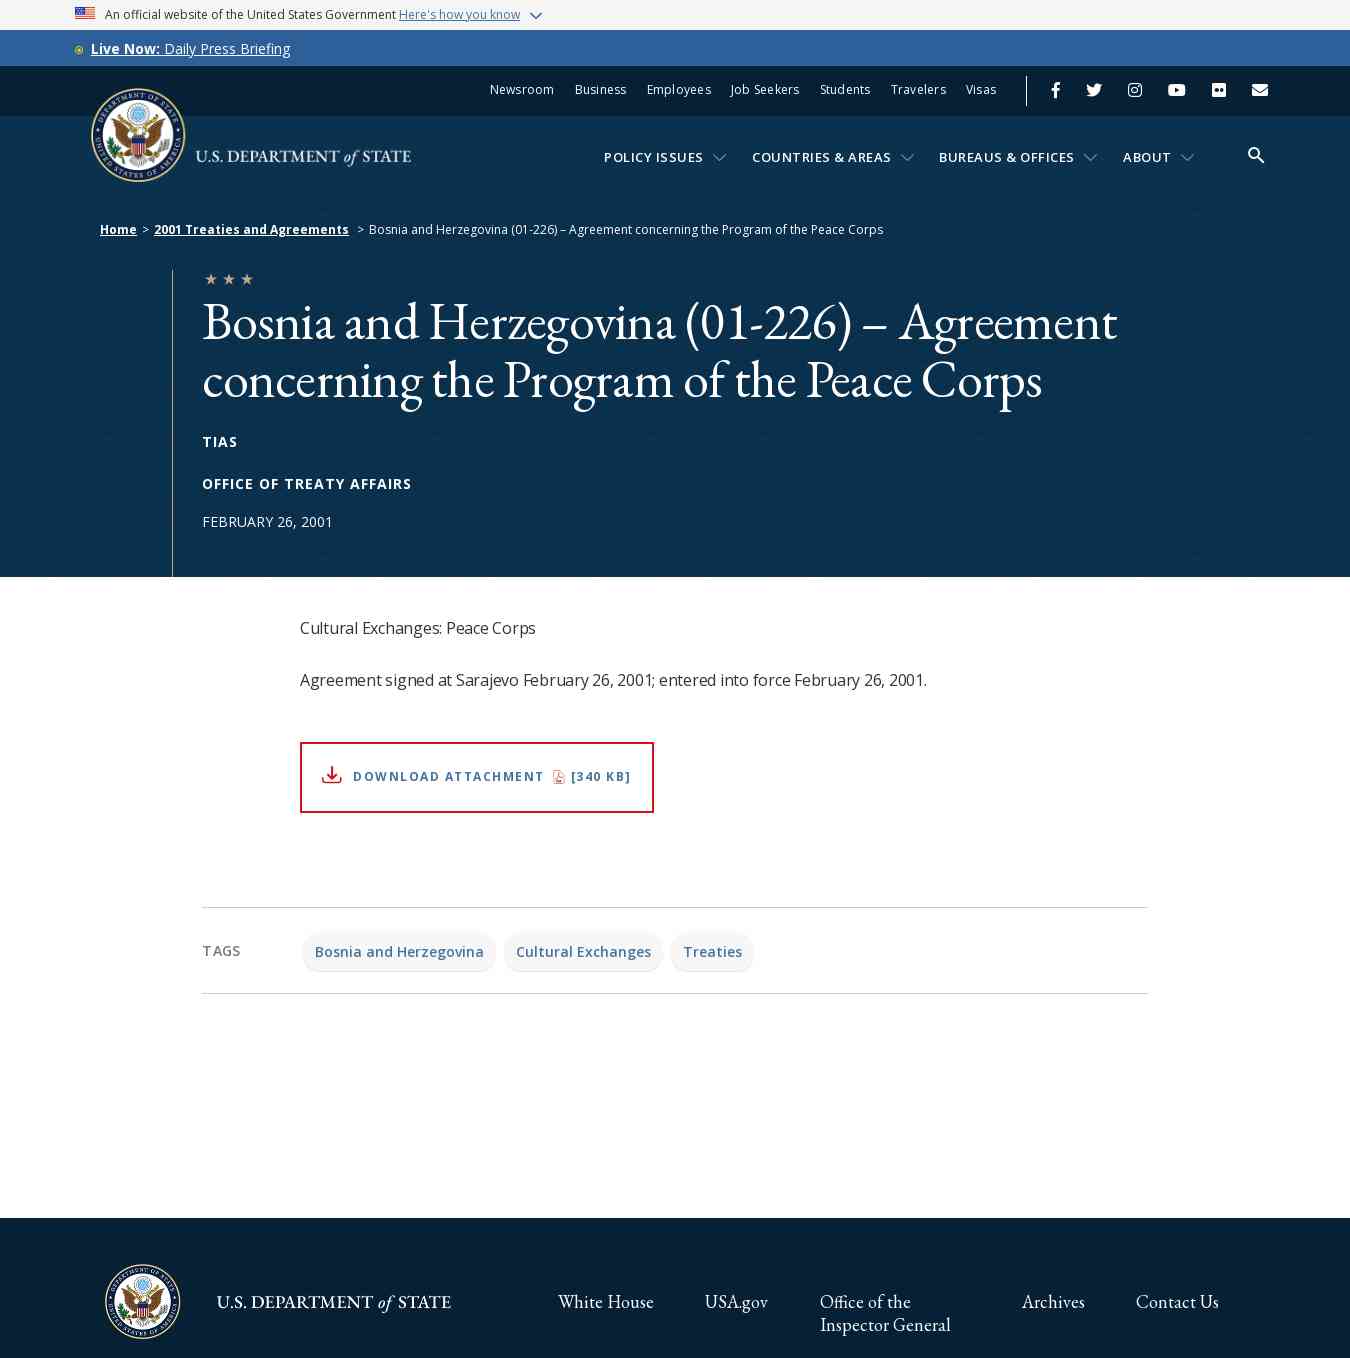 An official website of the United States Government Here's how you know
Live Now: Daily Press Briefing
Newsroom Business Employees Job Seekers Students Travelers Visas
U.S. DEPARTMENT of STATE
POLICY ISSUES COUNTRIES & AREAS BUREAUS & OFFICES ABOUT
Home > 2001 Treaties and Agreements > Bosnia and Herzegovina (01-226) – Agreement concerning the Program of the Peace Corps
Bosnia and Herzegovina (01-226) – Agreement
concerning the Program of the Peace Corps
TIAS
OFFICE OF TREATY AFFAIRS
FEBRUARY 26, 2001
Cultural Exchanges: Peace Corps
Agreement signed at Sarajevo February 26, 2001; entered into force February 26, 2001.
DOWNLOAD ATTACHMENT [340 KB]
TAGS Bosnia and Herzegovina Cultural Exchanges Treaties
U.S. DEPARTMENT of STATE
White House USA.gov Office of the Inspector General Archives Contact Us